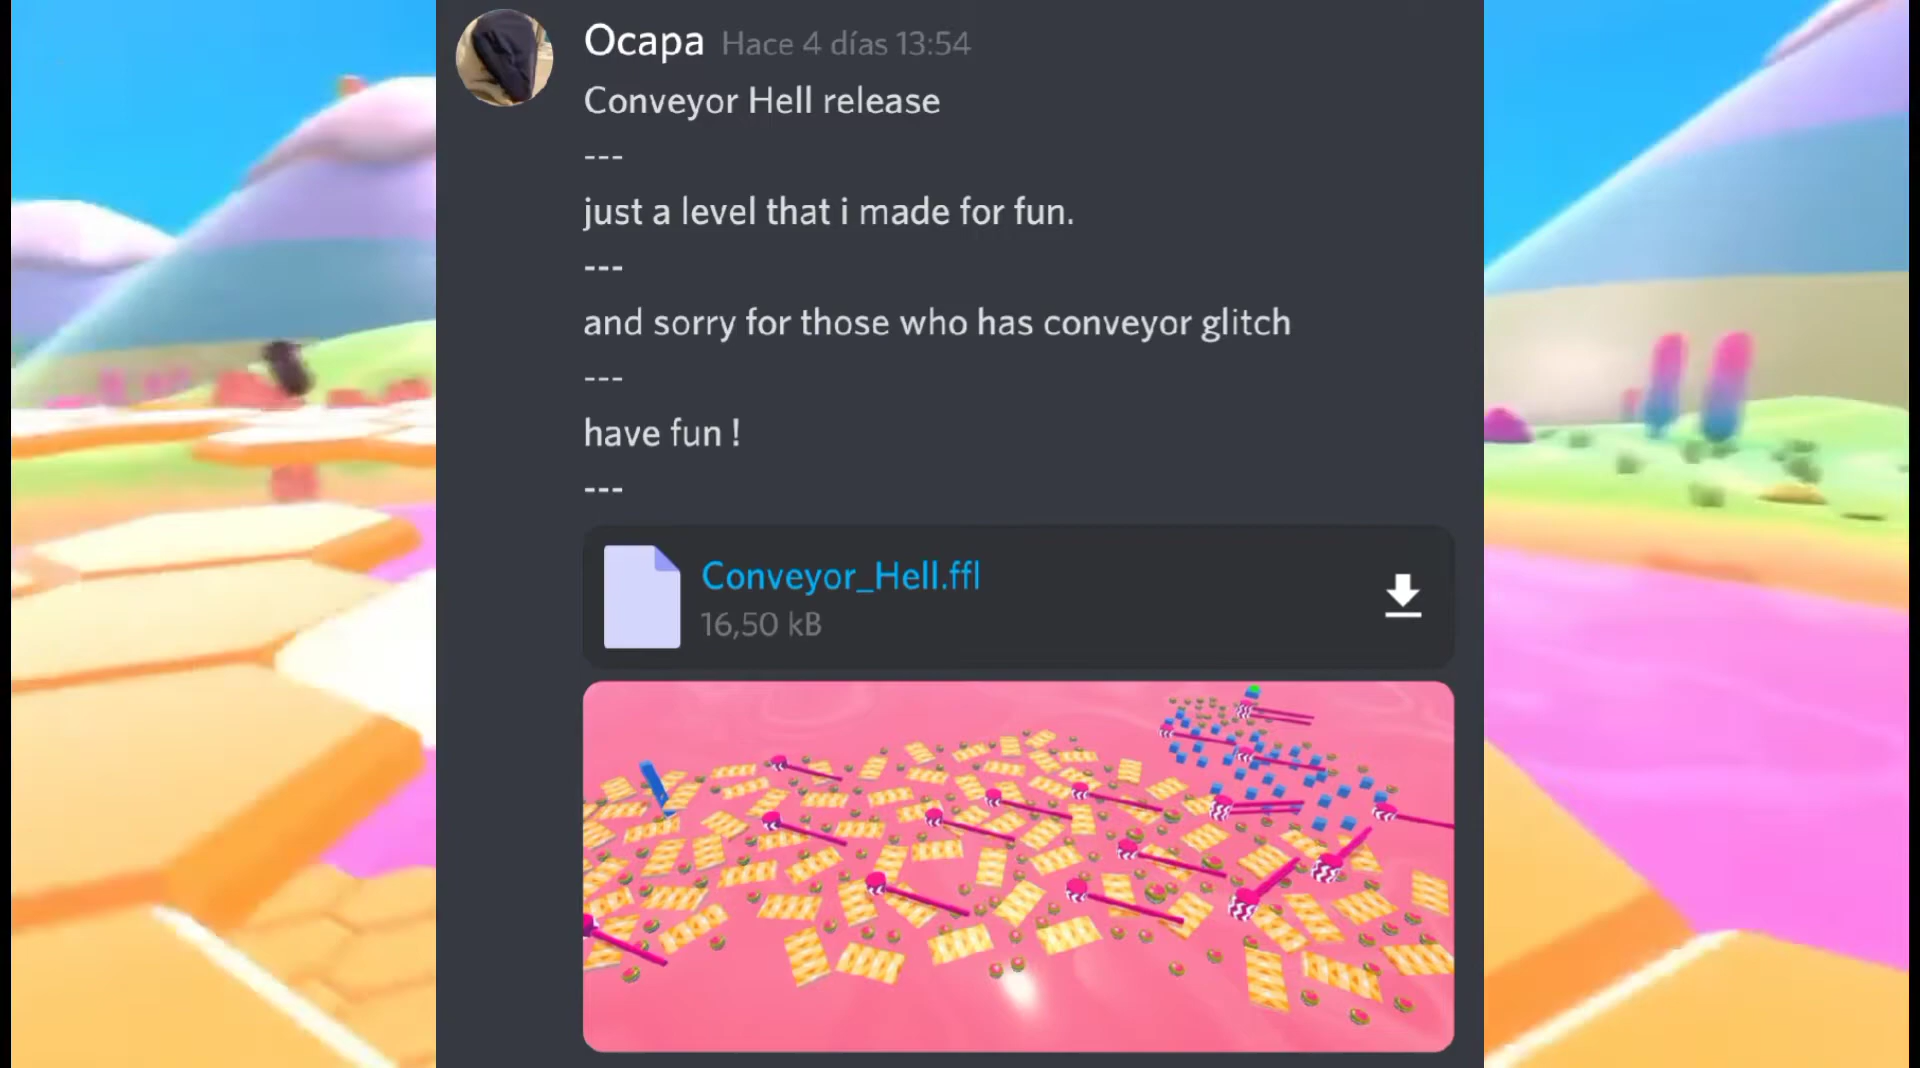 Ocapa Hace 4 días 13:54
Conveyor Hell release
---
just a level that i made for fun.
---
and sorry for those who has conveyor glitch
---
have fun !
---
Conveyor_Hell.ffl
16,50 kB